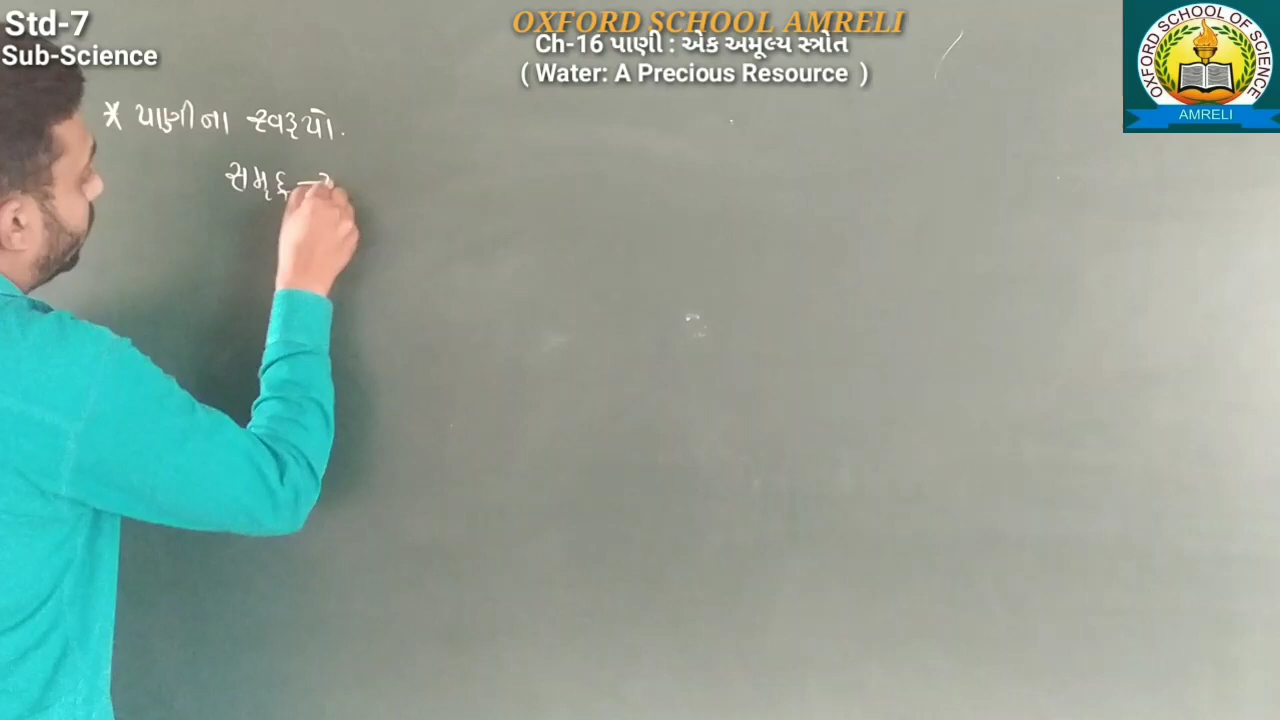 Std-7
Sub-Science
OXFORD SCHOOL AMRELI
Ch-16 પાણી : એક અમૂલ્ય સ્ત્રોત
( Water: A Precious Resource )
OXFORD SCHOOL OF SCIENCE
AMRELI
* પાણીના સ્વરૂપો.
સમુદ્ર →